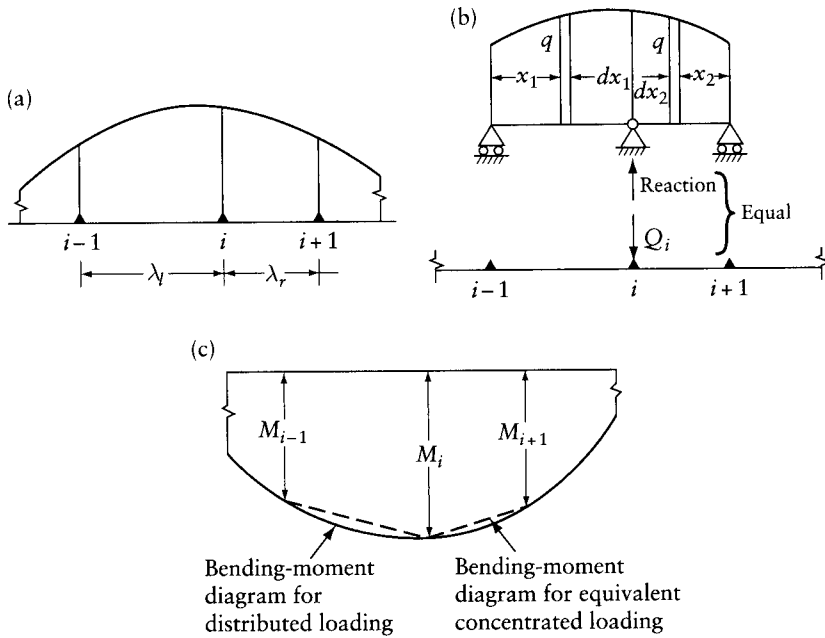 (a)
i–1
i
i+1
λl
λr
(b)
q
q
x1
dx1
dx2
x2
Reaction
Equal
Qi
i–1
i
i+1
(c)
Mi–1
Mi
Mi+1
Bending-moment
diagram for
distributed loading
Bending-moment
diagram for equivalent
concentrated loading